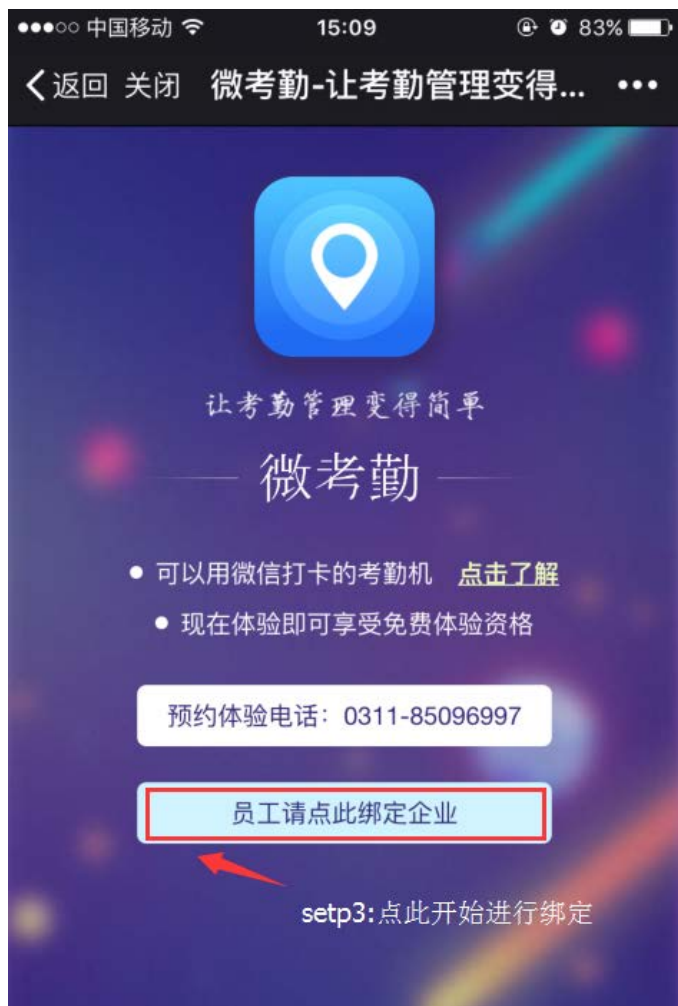 中国移动 15:09 83%
返回 关闭 微考勤-让考勤管理变得...
让考勤管理变得简单
微考勤
可以用微信打卡的考勤机 点击了解
现在体验即可享受免费体验资格
预约体验电话：0311-85096997
员工请点此绑定企业
setp3:点此开始进行绑定